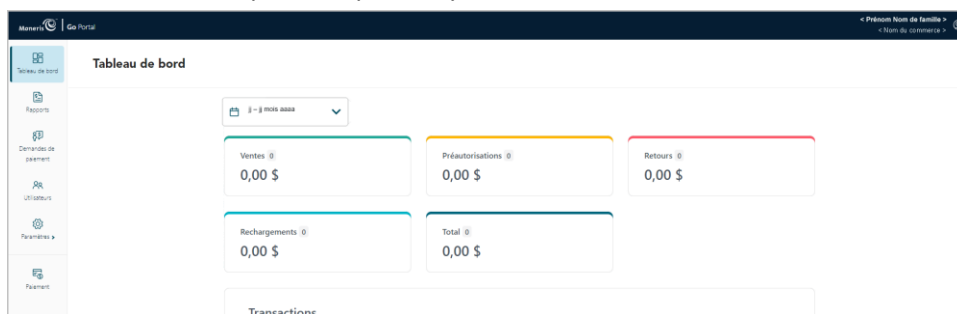 Moneris Go Portal
< Prénom Nom de famille >
< Nom du commerce >
Tableau de bord
Tableau de bord
Rapports
Demandes de
paiement
Utilisateurs
Paramètres
Paiement
jj – jj mois aaaa
Ventes 0
0,00 $
Préautorisations 0
0,00 $
Retours 0
0,00 $
Rechargements 0
0,00 $
Total 0
0,00 $
Transactions